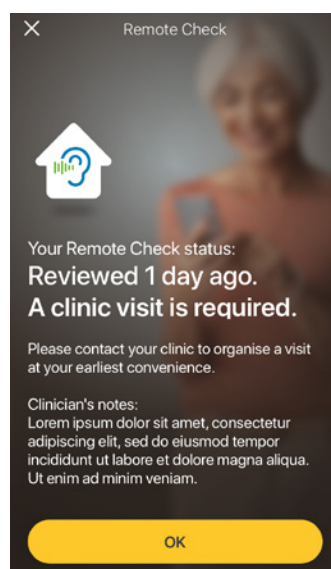 Remote Check
Your Remote Check status:
Reviewed 1 day ago.
A clinic visit is required.
Please contact your clinic to organise a visit
at your earliest convenience.
Clinician's notes:
Lorem ipsum dolor sit amet, consectetur
adipiscing elit, sed do eiusmod tempor
incididunt ut labore et dolore magna aliqua.
Ut enim ad minim veniam.
OK